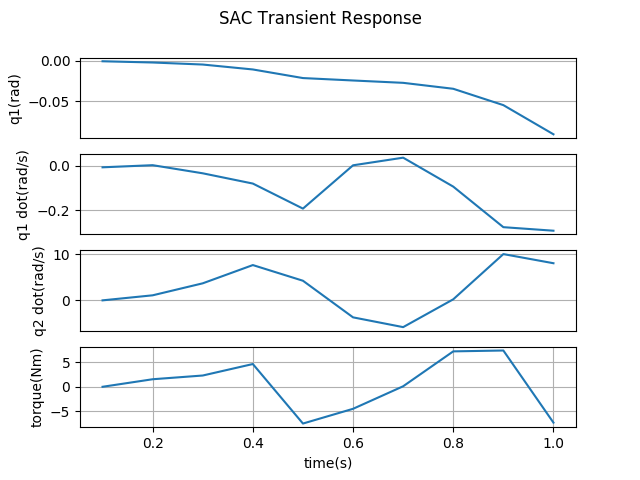 SAC Transient Response
0.00
−0.05
q1(rad)
0.0
−0.2
q1 dot(rad/s)
10
0
q2 dot(rad/s)
5
0
−5
torque(Nm)
0.2 0.4 0.6 0.8 1.0
time(s)